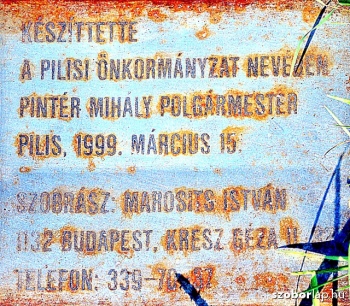 KÉSZÍTTETTE
A PILISI ÖNKORMÁNYZAT NEVÉBEN
PINTÉR MIHÁLY POLGÁRMESTER
PILIS, 1999. MÁRCIUS 15.
SZOBRÁSZ: MAROSITS ISTVÁN
1132 BUDAPEST, KRESZ GÉZA U.
TELEFON: 339-
szoborlap.hu